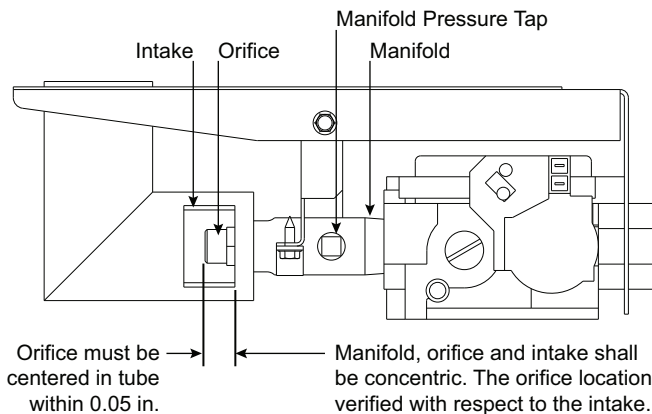 Manifold Pressure Tap
Intake
Orifice
Manifold
Orifice must be
centered in tube
within 0.05 in.
Manifold, orifice and intake shall
be concentric. The orifice location
verified with respect to the intake.